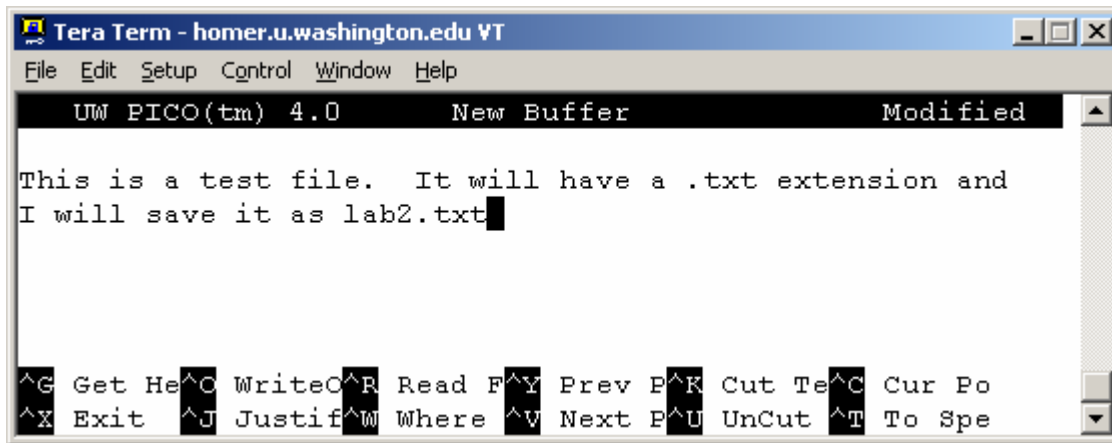 Tera Term - homer.u.washington.edu VT
File Edit Setup Control Window Help
UW PICO(tm) 4.0 New Buffer Modified
This is a test file. It will have a .txt extension and
I will save it as lab2.txt
^G Get He^O WriteO^R Read F^Y Prev P^K Cut Te^C Cur Po
^X Exit ^J Justif^W Where ^V Next P^U UnCut ^T To Spe